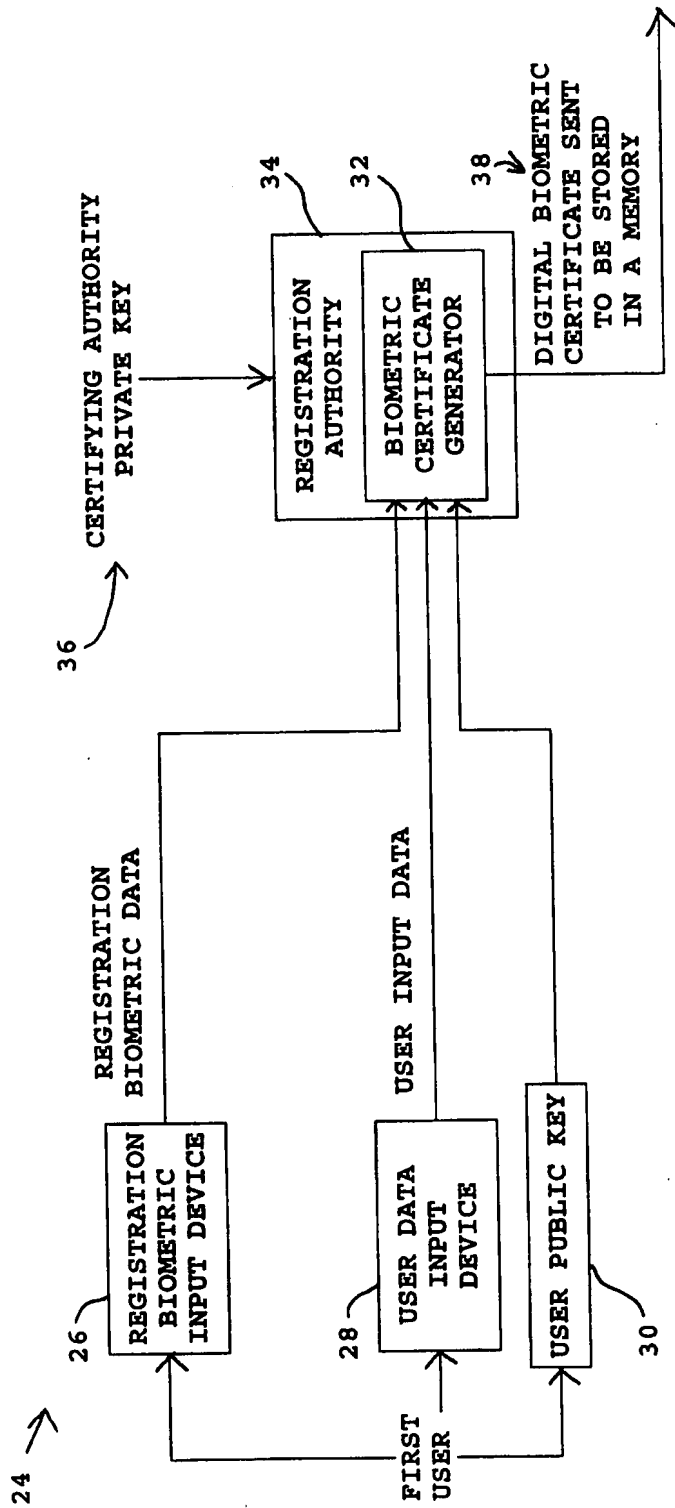 24
FIRST
USER
26
REGISTRATION
BIOMETRIC
INPUT DEVICE
REGISTRATION
BIOMETRIC DATA
28
USER DATA
INPUT
DEVICE
USER INPUT DATA
USER PUBLIC KEY
30
36
CERTIFYING AUTHORITY
PRIVATE KEY
34
REGISTRATION
AUTHORITY
32
BIOMETRIC
CERTIFICATE
GENERATOR
38
DIGITAL BIOMETRIC
CERTIFICATE SENT
TO BE STORED
IN A MEMORY